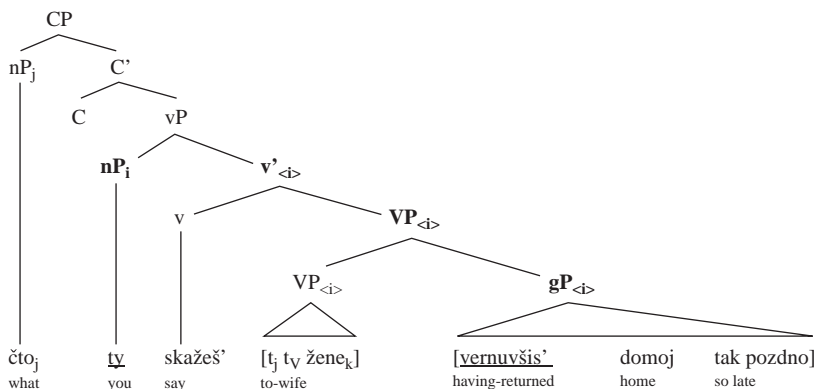 CP
nP_j C'
C vP
nP_i v'_<i>
v VP_<i>
VP_<i> gP_<i>
čto_j ty skažeš' [t_j t_V žene_k] [vernuvšis' domoj tak pozdno]
what you say to-wife having-returned home so late